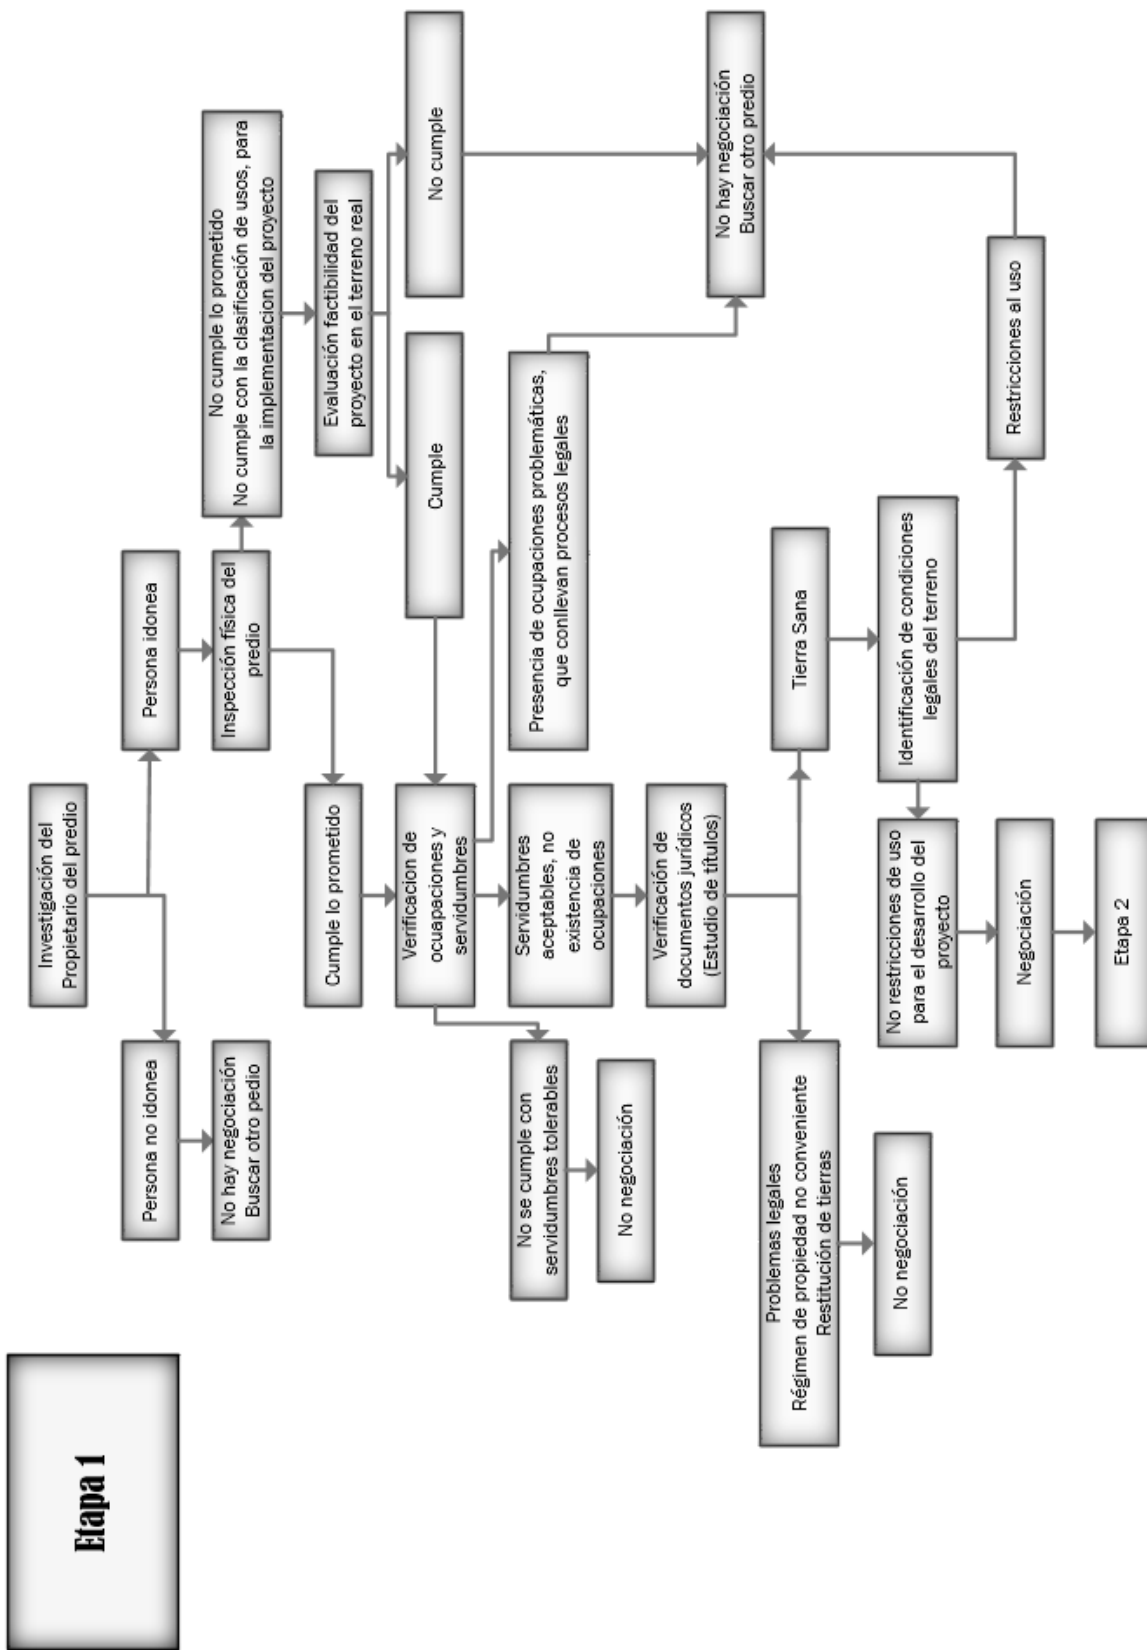 Etapa 1
Investigación del
Propietario del predio
Persona no idonea
Persona idonea
No hay negociación
Buscar otro pedio
Inspección física del
predio
No cumple lo prometido
No cumple con la clasificación de usos, para
la implementacion del proyecto
Cumple lo prometido
Evaluación factibilidad del
proyecto en el terreno real
Verificacion de
ocuapaciones y
servidumbres
Cumple
No cumple
No se cumple con
servidumbres tolerables
Servidumbres
aceptables, no
existencia de
ocupaciones
Presencia de ocupaciones problemáticas,
que conllevan procesos legales
No negociación
Verificación de
documentos jurídicos
(Estudio de títulos)
No hay negociación
Buscar otro predio
Problemas legales
Régimen de propiedad no conveniente
Restitución de tierras
Tierra Sana
No negociación
No restricciones de uso
para el desarrollo del
proyecto
Identificación de condiciones
legales del terreno
Restricciones al uso
Negociación
Etapa 2